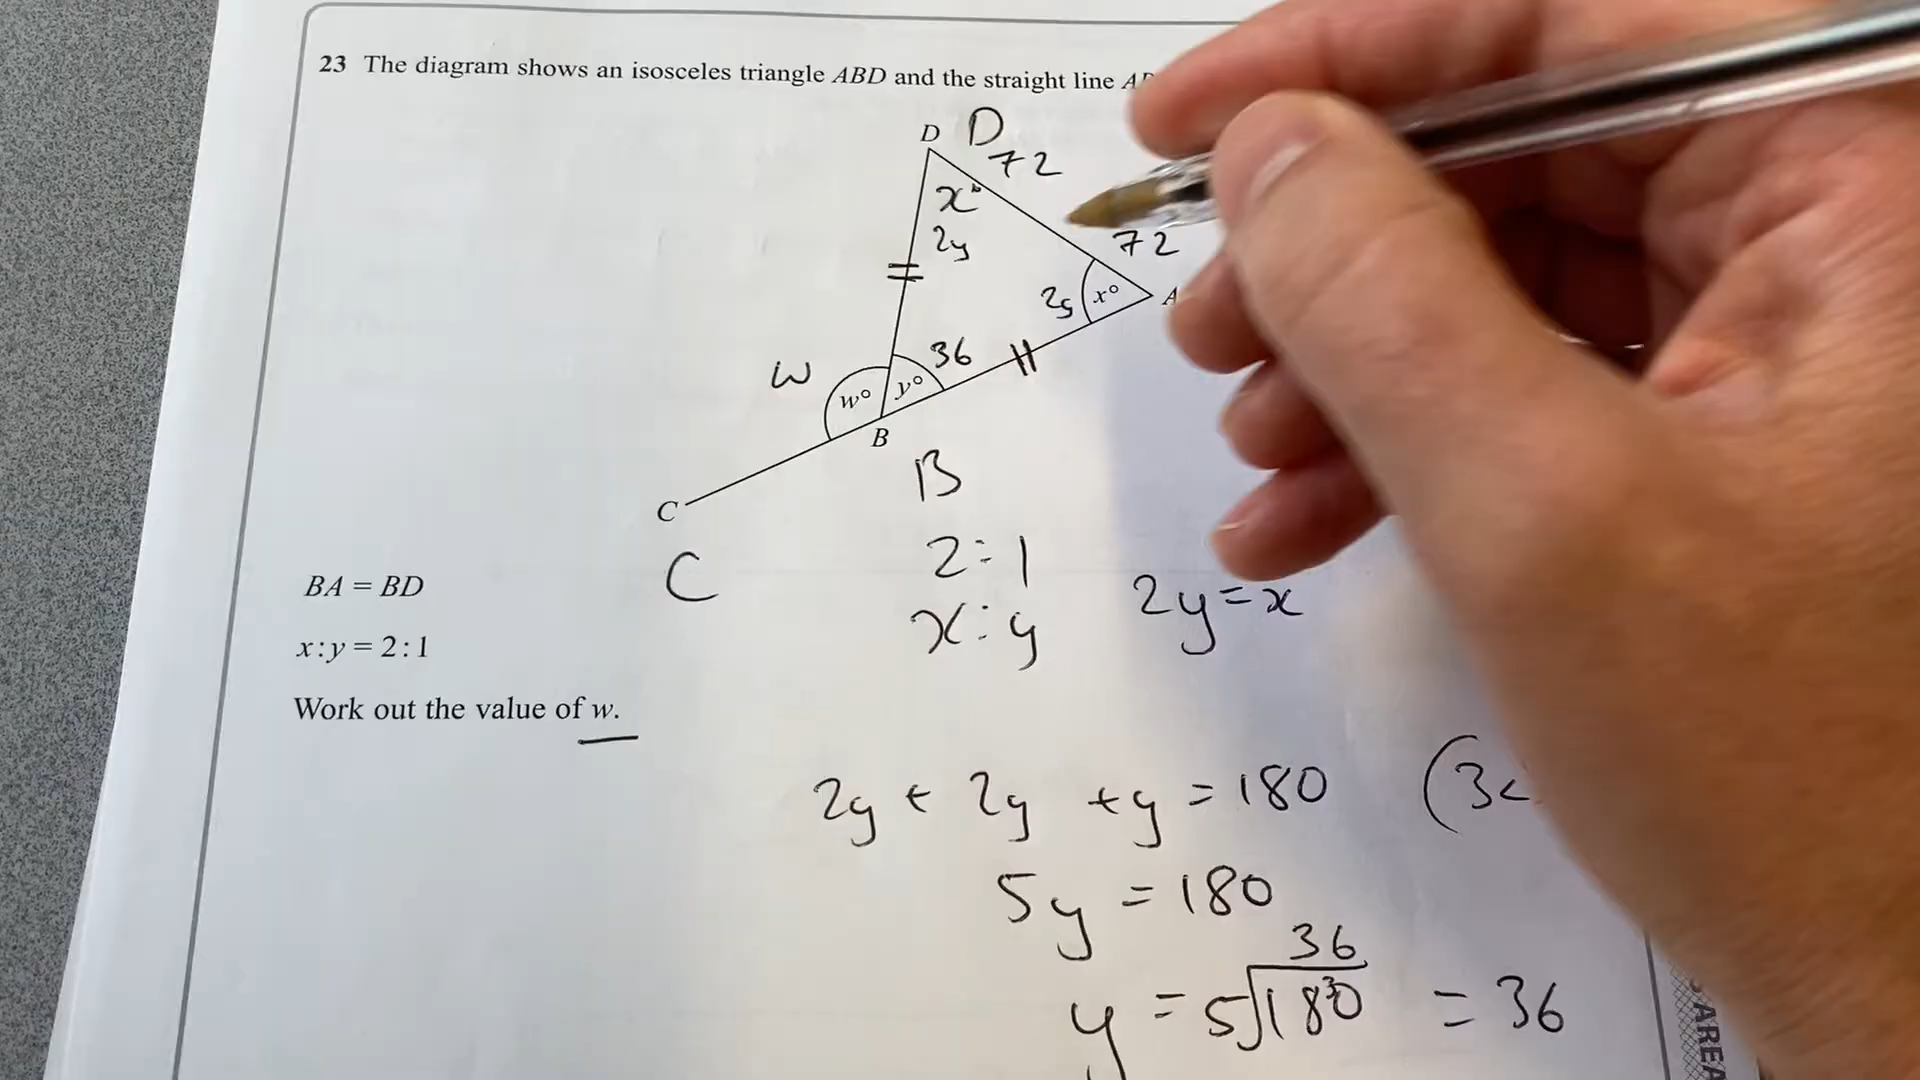 23 The diagram shows an isosceles triangle ABD and the straight line
D D
72
x°
2y
72
2y x° A
36
w
w° y°
B
B
C
C
2:1
x:y
2y=x
BA = BD
x:y = 2:1
Work out the value of w.
2y + 2y + y = 180
5y = 180
36
y = 5 180 = 36
AREA